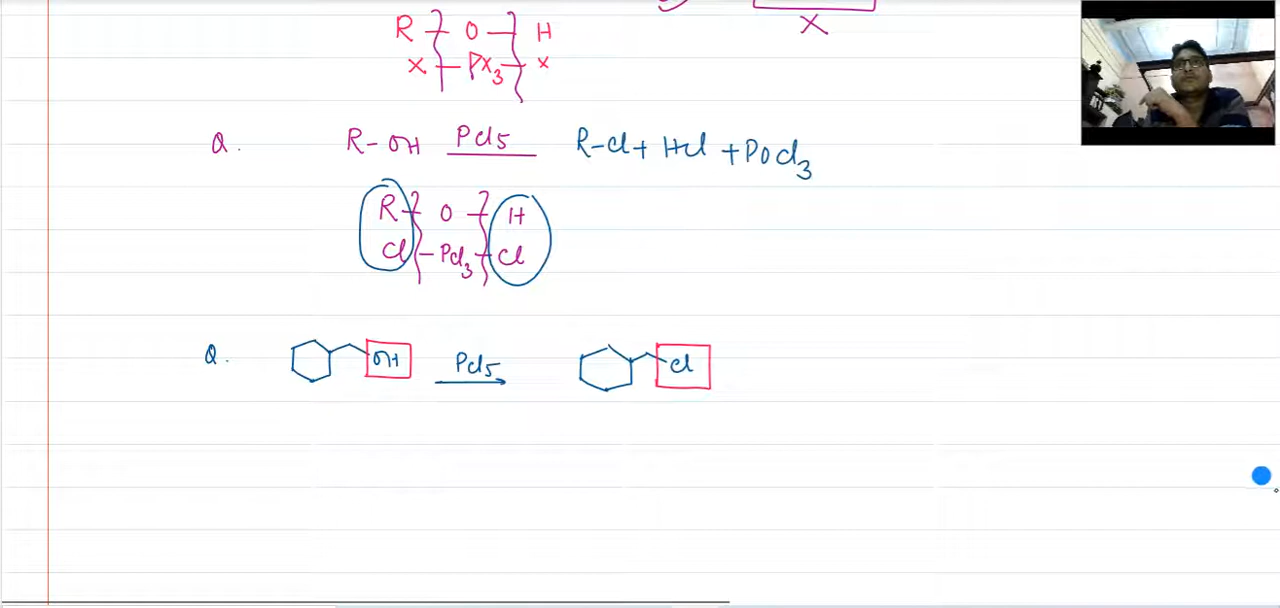 R O H
X PX3 X
X
Q. R-OH PCl5 R-Cl + HCl + POCl3
R O H
Cl PCl3 Cl
Q. OH PCl5 Cl